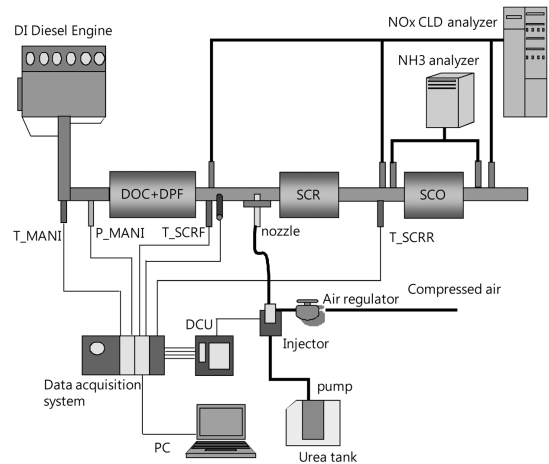 NOx CLD analyzer
DI Diesel Engine
NH3 analyzer
DOC+DPF
SCR
SCO
T_MANI
P_MANI
T_SCRF
nozzle
T_SCRR
Compressed air
Air regulator
DCU
Injector
Data acquisition
system
pump
PC
Urea tank